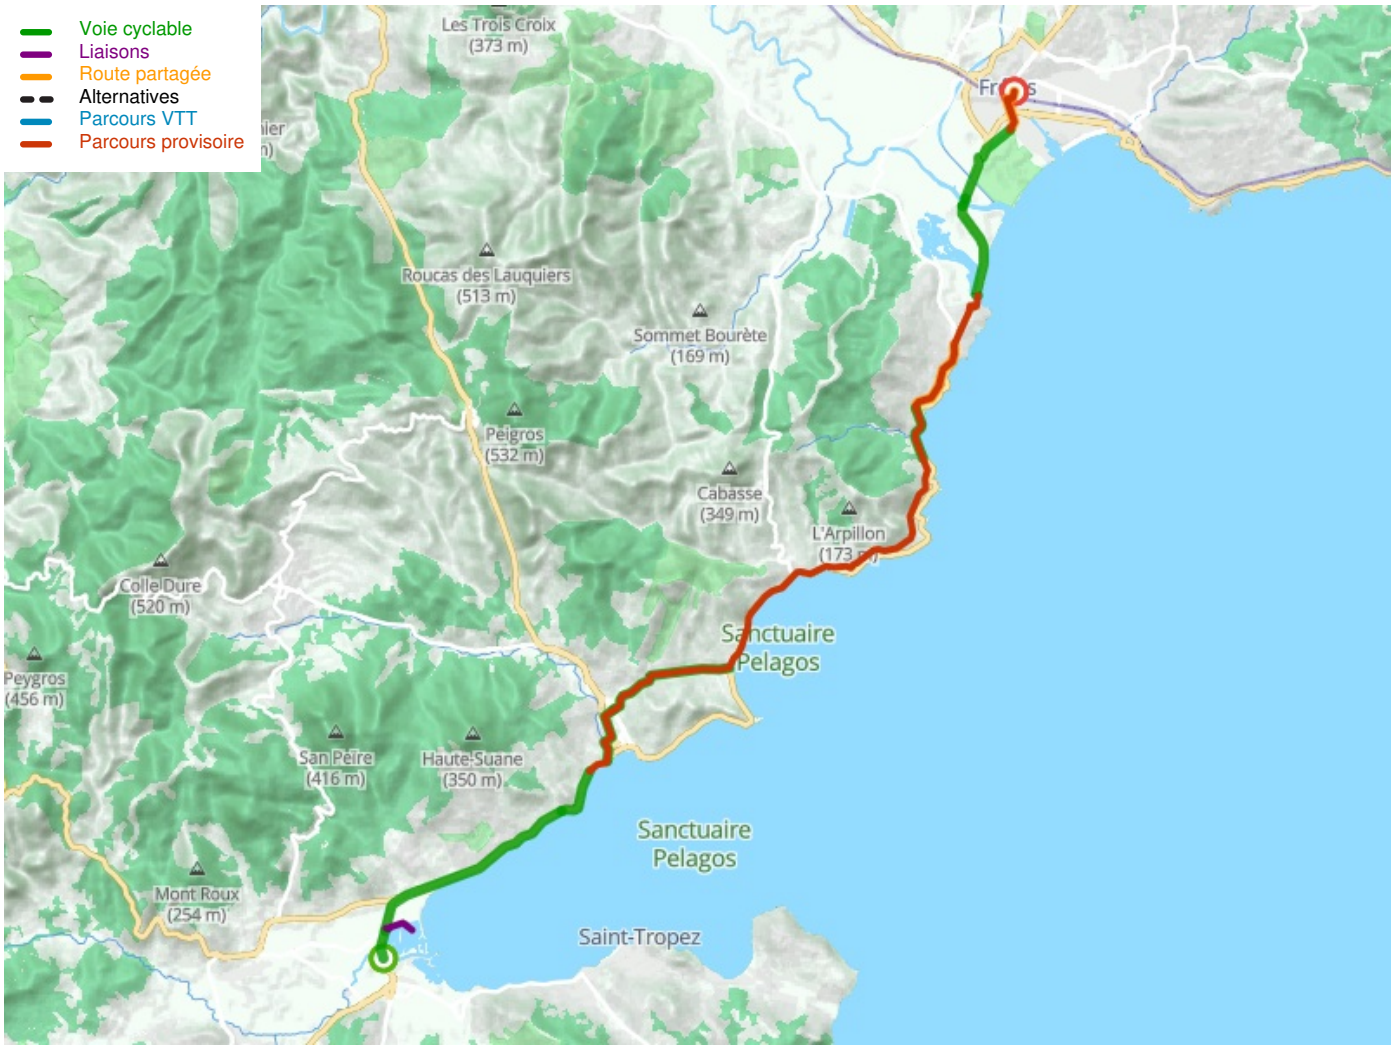 Voie cyclable
Liaisons
Route partagée
Alternatives
Parcours VTT
Parcours provisoire
Les Trois Croix
(373 m)
Roucas des Lauquiers
(513 m)
Sommet Bourète
(169 m)
Peigros
(532 m)
Cabasse
(349 m)
L'Arpillon
(173 m)
Colle Dure
(520 m)
Sanctuaire
Pelagos
Peygros
(456 m)
San Peïre
(416 m)
Haute-Suane
(350 m)
Sanctuaire
Pelagos
Mont Roux
(254 m)
Saint-Tropez